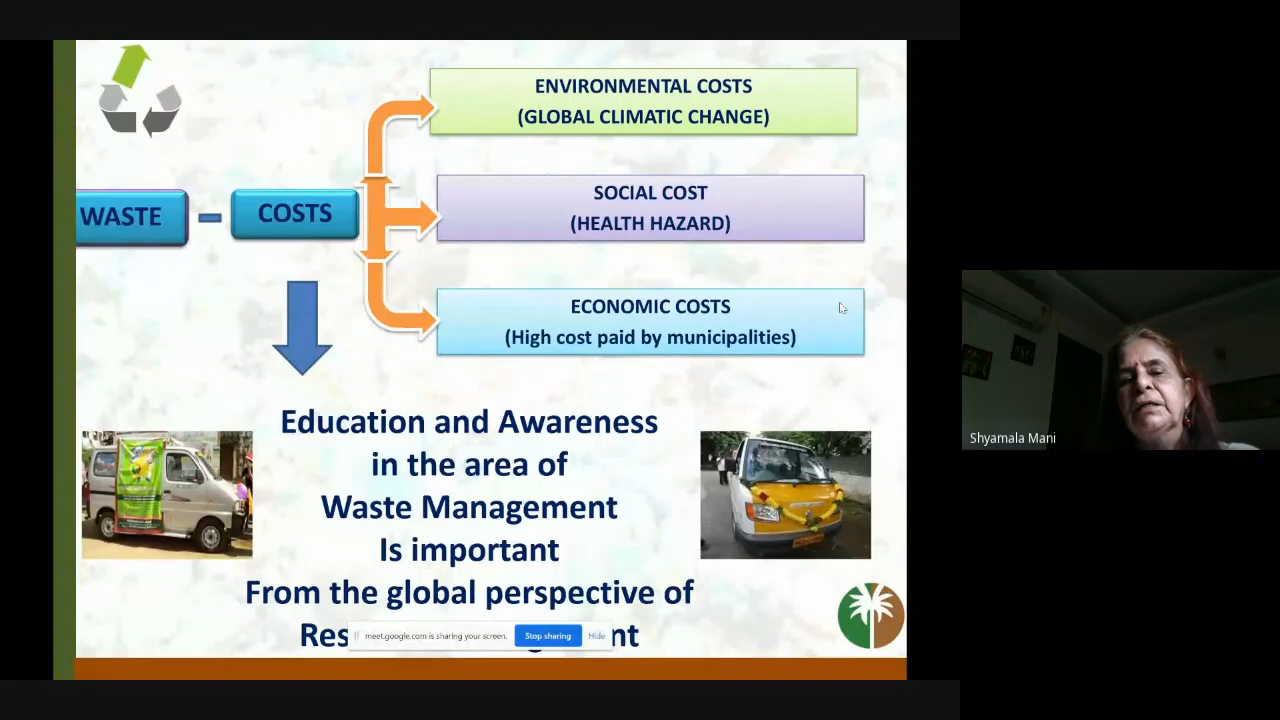 ENVIRONMENTAL COSTS
(GLOBAL CLIMATIC CHANGE)
WASTE
COSTS
SOCIAL COST
(HEALTH HAZARD)
ECONOMIC COSTS
(High cost paid by municipalities)
Education and Awareness
in the area of
Waste Management
Is important
From the global perspective of
meet.google.com is sharing your screen. Stop sharing Hide
Shyamala Mani